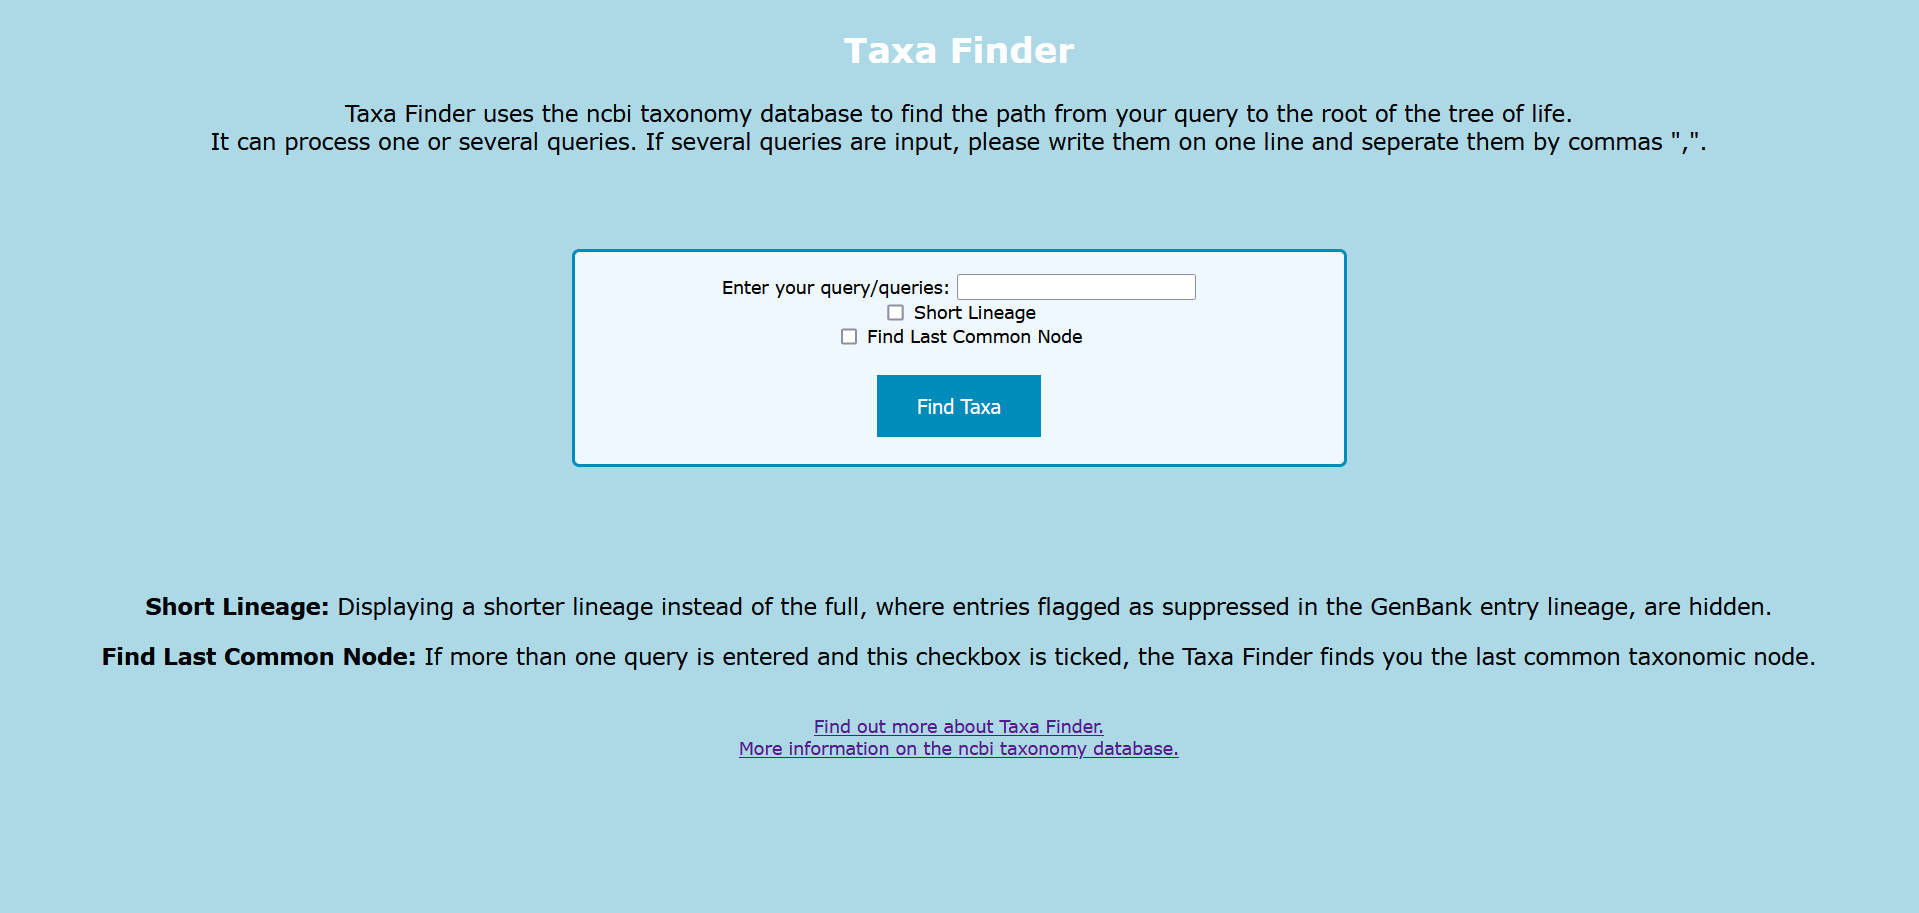 Taxa Finder
Taxa Finder uses the ncbi taxonomy database to find the path from your query to the root of the tree of life.
It can process one or several queries. If several queries are input, please write them on one line and seperate them by commas ",".
Enter your query/queries:
Short Lineage
Find Last Common Node
Find Taxa
Short Lineage: Displaying a shorter lineage instead of the full, where entries flagged as suppressed in the GenBank entry lineage, are hidden.
Find Last Common Node: If more than one query is entered and this checkbox is ticked, the Taxa Finder finds you the last common taxonomic node.
Find out more about Taxa Finder.
More information on the ncbi taxonomy database.